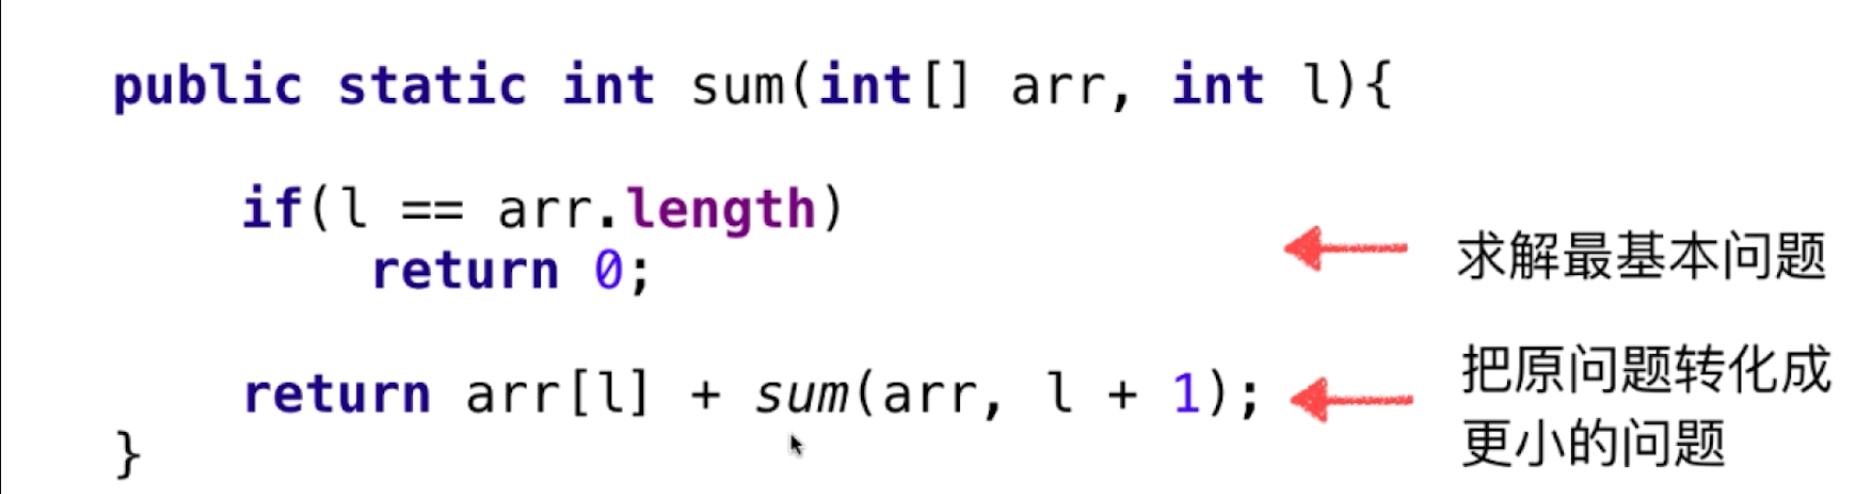 public static int sum(int[] arr, int l){
if(l == arr.length)
return 0;
求解最基本问题
return arr[l] + sum(arr, l + 1);
把原问题转化成
更小的问题
}